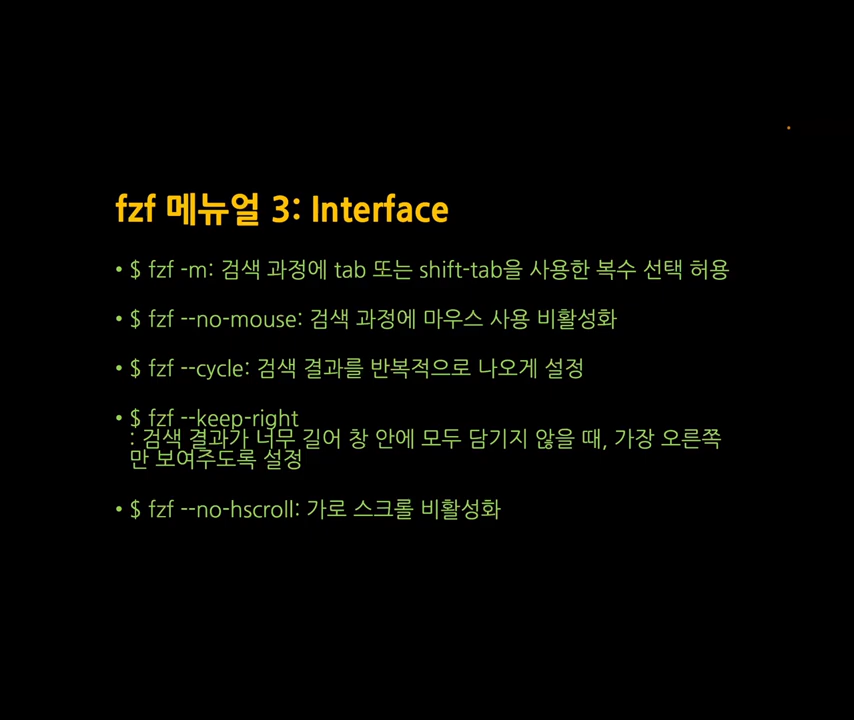 fzf 메뉴얼 3: Interface
• $ fzf -m: 검색 과정에 tab 또는 shift-tab을 사용한 복수 선택 허용
• $ fzf --no-mouse: 검색 과정에 마우스 사용 비활성화
• $ fzf --cycle: 검색 결과를 반복적으로 나오게 설정
• $ fzf --keep-right
: 검색 결과가 너무 길어 창 안에 모두 담기지 않을 때, 가장 오른쪽
만 보여주도록 설정
• $ fzf --no-hscroll: 가로 스크롤 비활성화